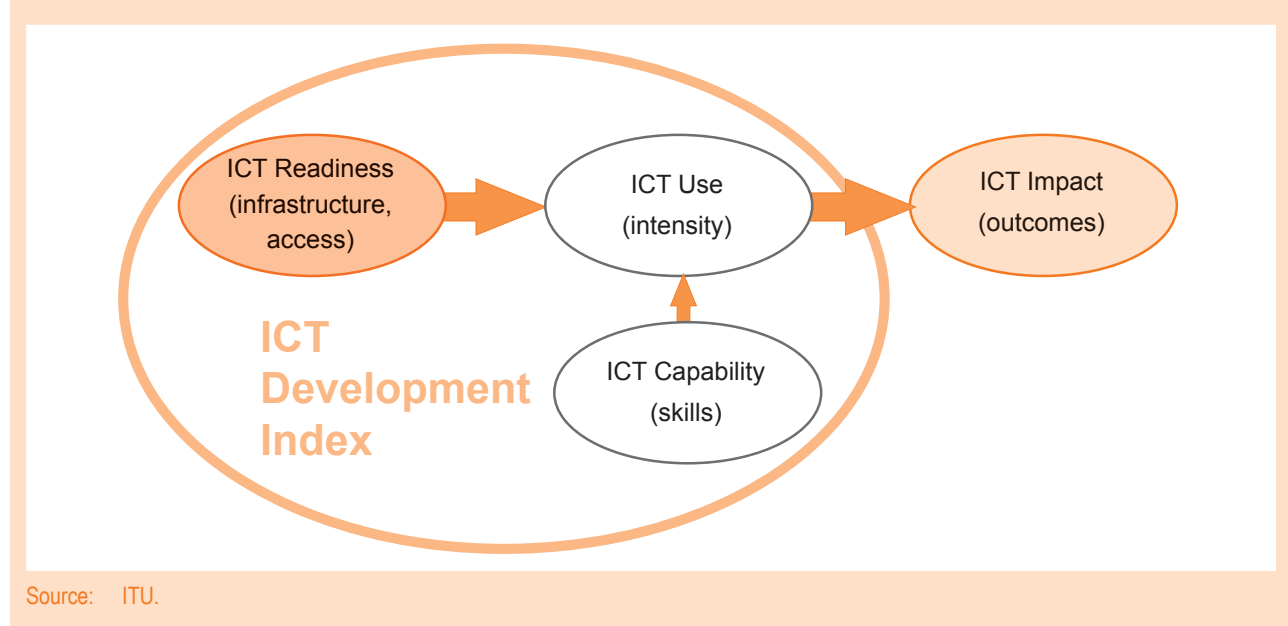 ICT Readiness
(infrastructure,
access)
ICT Use
(intensity)
ICT Impact
(outcomes)
ICT
Development
Index
ICT Capability
(skills)
Source: ITU.